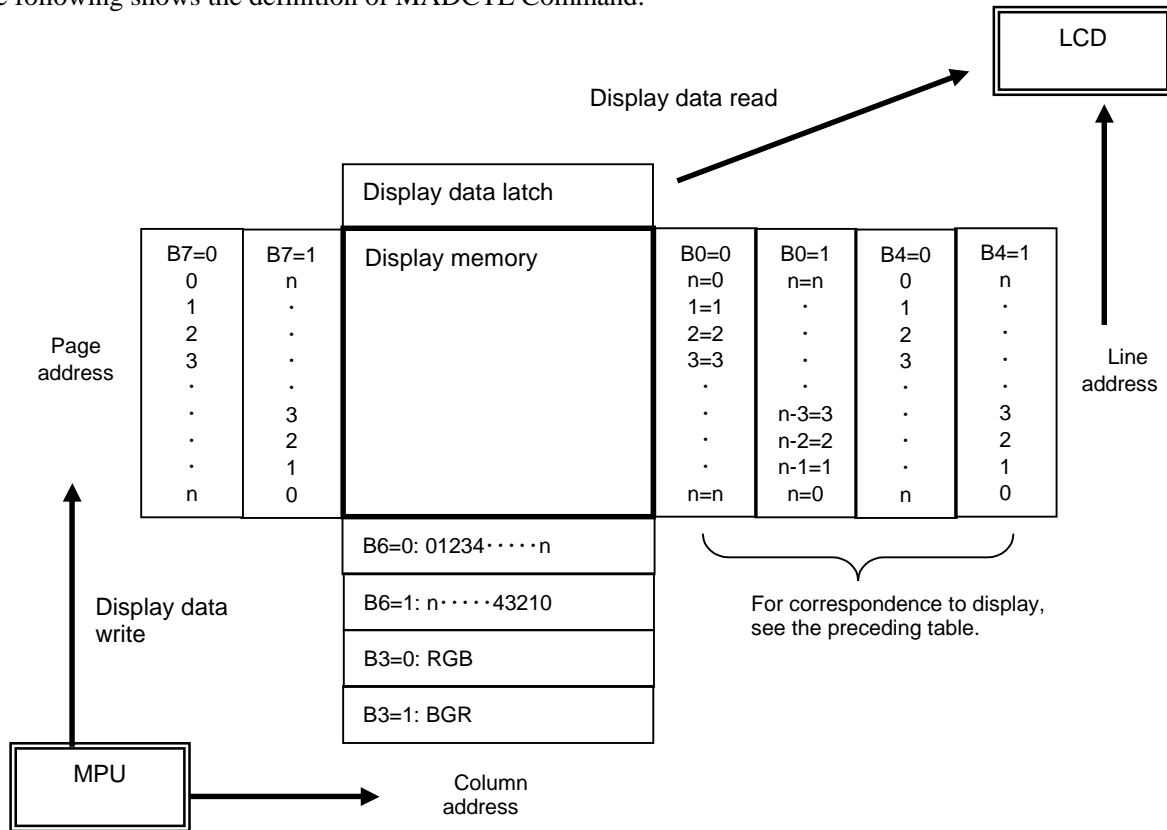 e following shows the definition of MADCTL Command.
LCD
Display data read
Display data latch
B7=0
0
1
2
3
·
·
·
n
B7=1
n
·
·
·
·
3
2
1
0
Display memory
B0=0
n=0
1=1
2=2
3=3
·
·
·
n=n
B0=1
n=n
·
·
·
·
n-3=3
n-2=2
n-1=1
n=0
B4=0
0
1
2
3
·
·
·
·
n
B4=1
n
·
·
·
·
3
2
1
0
Page
address
Line
address
B6=0: 01234·····n
B6=1: n·····43210
B3=0: RGB
B3=1: BGR
For correspondence to display,
see the preceding table.
Display data
write
MPU
Column
address